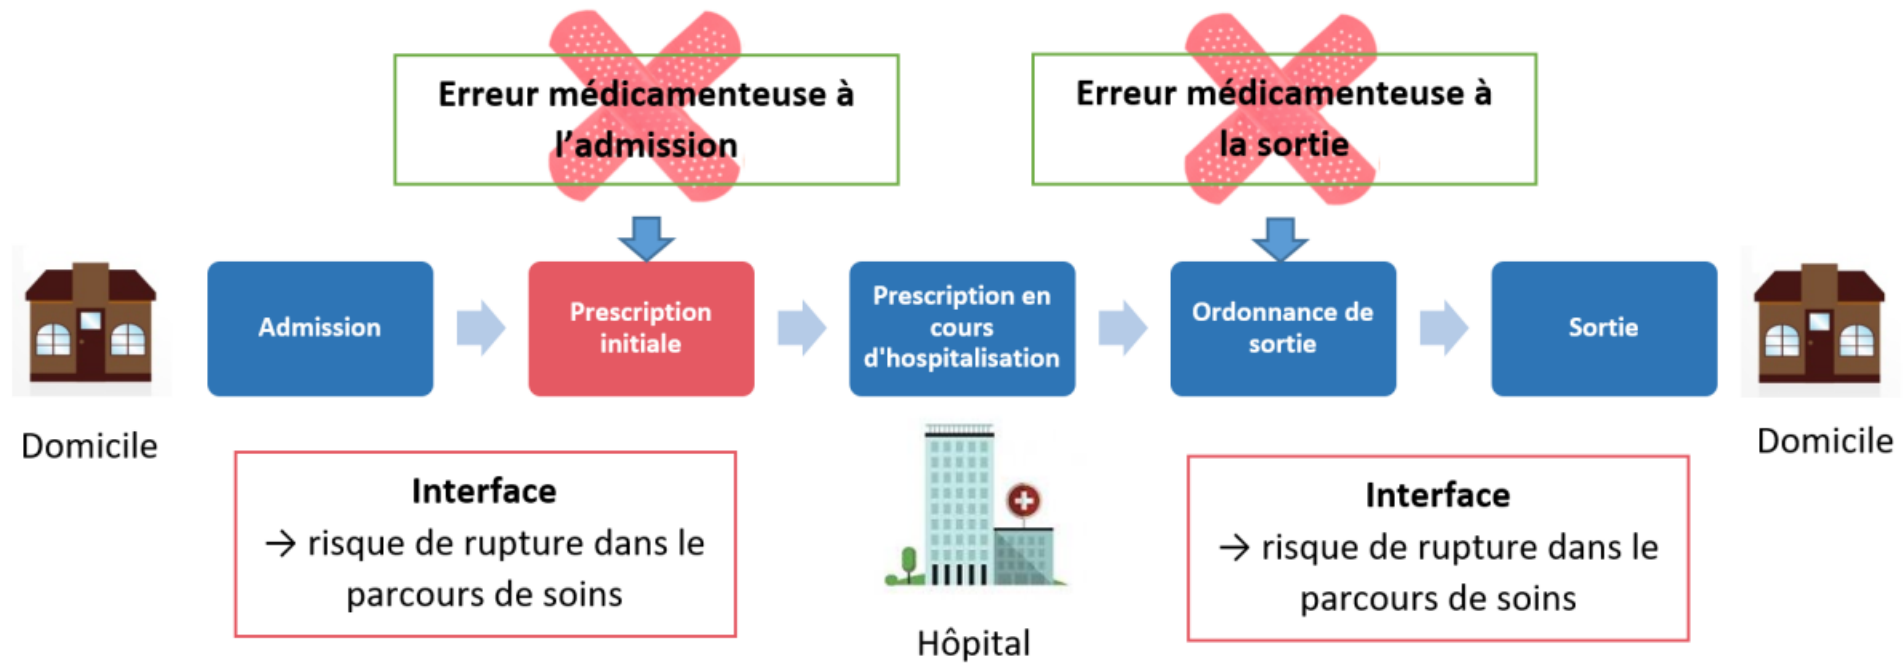 Erreur médicamenteuse à
l’admission
Erreur médicamenteuse à
la sortie
Admission
Prescription
initiale
Prescription en
cours
d'hospitalisation
Ordonnance de
sortie
Sortie
Domicile
Domicile
Interface
→ risque de rupture dans le
parcours de soins
Interface
→ risque de rupture dans le
parcours de soins
Hôpital